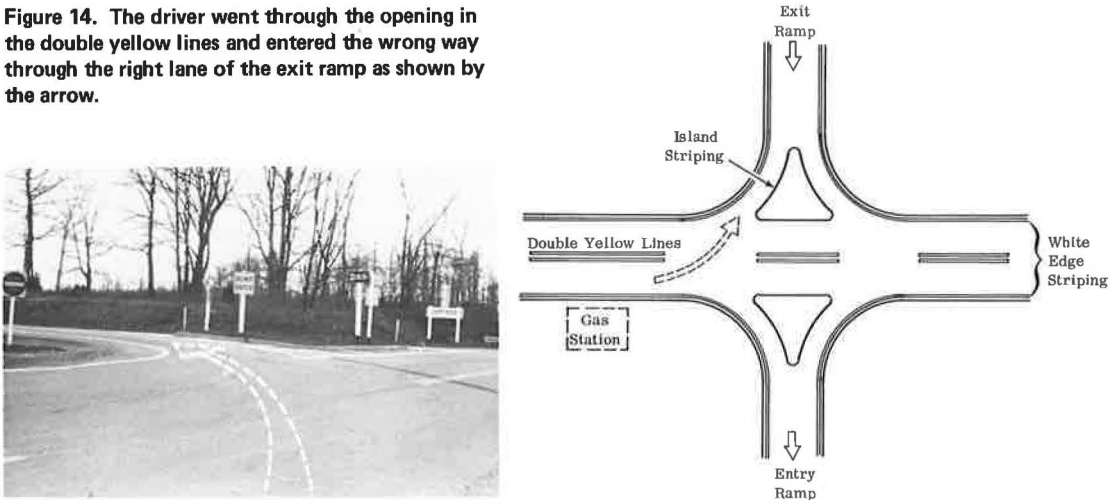 Figure 14. The driver went through the opening in
the double yellow lines and entered the wrong way
through the right lane of the exit ramp as shown by
the arrow.
Exit
Ramp
Island
Striping
Double Yellow Lines
White
Edge
Striping
Gas
Station
Entry
Ramp